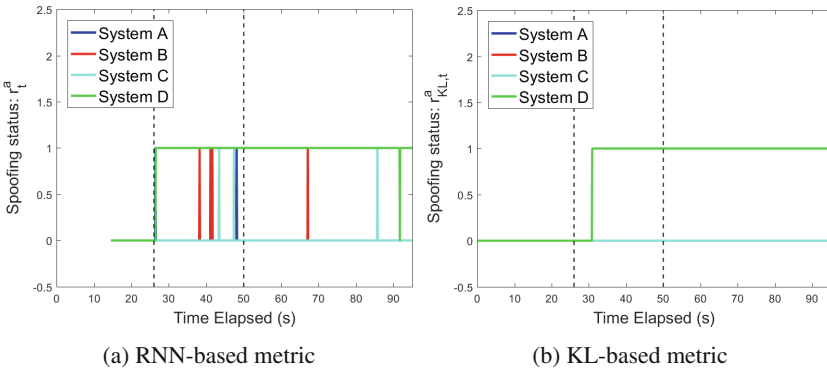 2.5
2
1.5
1
0.5
0
-0.5
Spoofing status: r_t^a
System A
System B
System C
System D
0 10 20 30 40 50 60 70 80 90
Time Elapsed (s)
(a) RNN-based metric
2.5
2
1.5
1
0.5
0
-0.5
Spoofing status: r_KL,t^a
System A
System B
System C
System D
0 10 20 30 40 50 60 70 80 90
Time Elapsed (s)
(b) KL-based metric